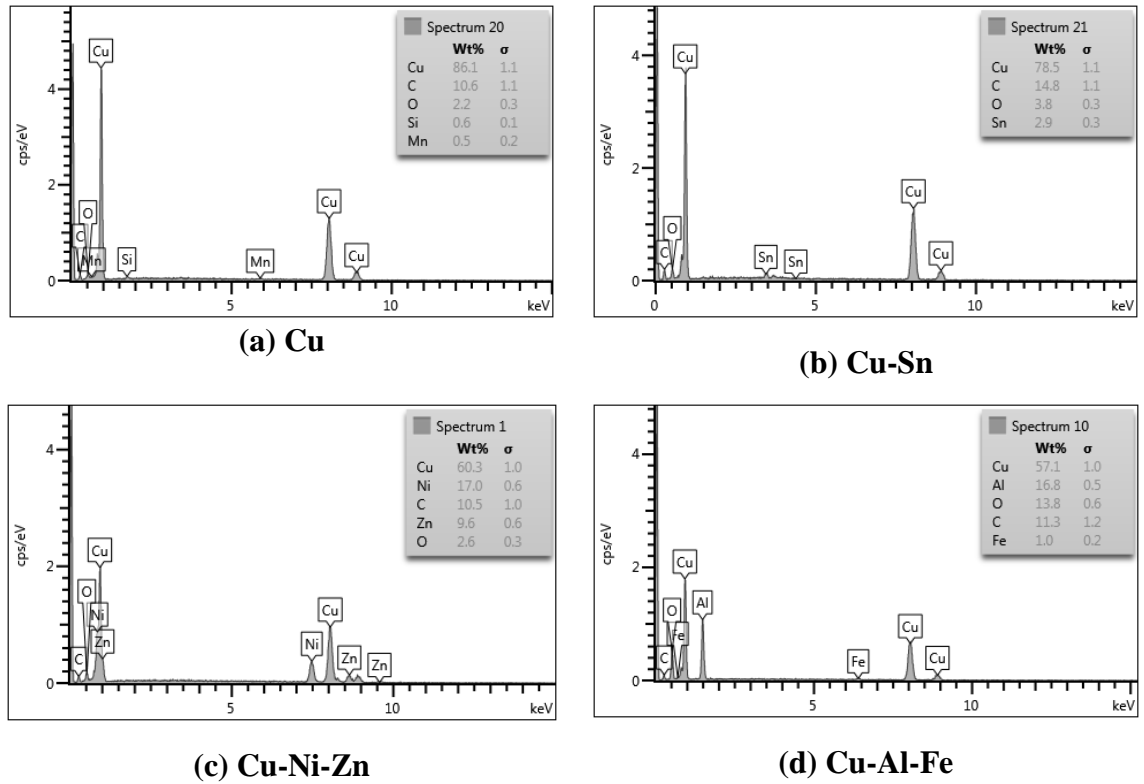 Spectrum 20
Wt% σ
Cu 86.1 1.1
C 10.6 1.1
O 2.2 0.3
Si 0.6 0.1
Mn 0.5 0.2
cps/eV
4
2
0
Cu
O
C
Mn
Si
Mn
Cu
Cu
5
10
keV
(a) Cu
Spectrum 21
Wt% σ
Cu 78.5 1.1
C 14.8 1.1
O 3.8 0.3
Sn 2.9 0.3
cps/eV
4
2
0
Cu
O
C
Sn
Sn
Cu
Cu
0
5
10
keV
(b) Cu-Sn
Spectrum 1
Wt% σ
Cu 60.3 1.0
Ni 17.0 0.6
C 10.5 1.0
Zn 9.6 0.6
O 2.6 0.3
cps/eV
4
2
0
Cu
O
Ni
Zn
C
Ni
Cu
Zn
Zn
5
10
keV
(c) Cu-Ni-Zn
Spectrum 10
Wt% σ
Cu 57.1 1.0
Al 16.8 0.5
O 13.8 0.6
C 11.3 1.2
Fe 1.0 0.2
cps/eV
4
2
0
Cu
O
Fe
C
Al
Fe
Cu
Cu
5
10
keV
(d) Cu-Al-Fe